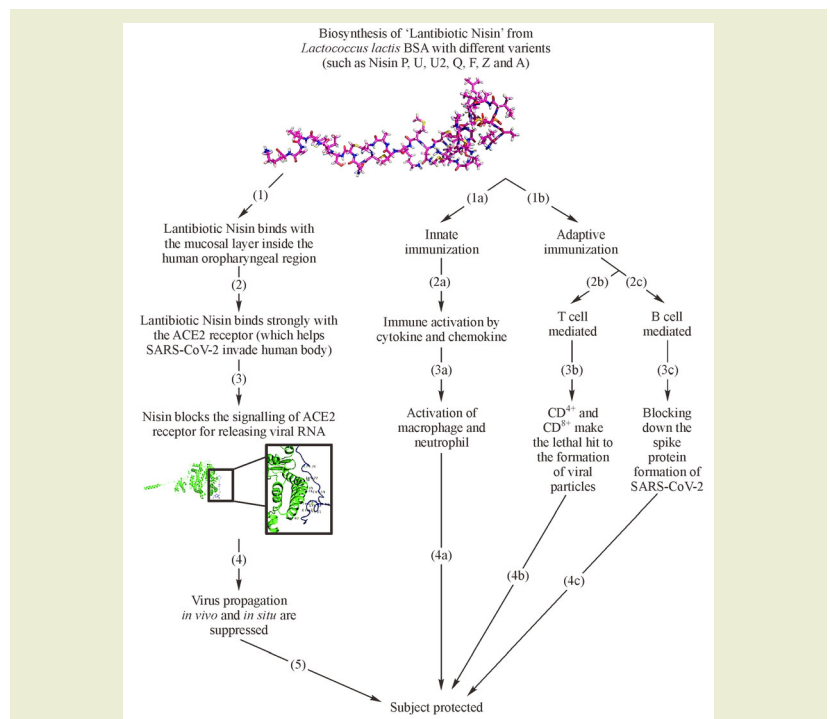 Biosynthesis of 'Lantibiotic Nisin' from
Lactococcus lactis BSA with different varients
(such as Nisin P, U, U2, Q, F, Z and A)
(1)
Lantibiotic Nisin binds with
the mucosal layer inside the
human oropharyngeal region
(2)
Lantibiotic Nisin binds strongly with
the ACE2 receptor (which helps
SARS-CoV-2 invade human body)
(3)
Nisin blocks the signalling of ACE2
receptor for releasing viral RNA
(4)
Virus propagation
in vivo and in situ are
suppressed
(5)
(1a)
Innate
immunization
(2a)
Immune activation by
cytokine and chemokine
(3a)
Activation of
macrophage and
neutrophil
(4a)
(1b)
Adaptive
immunization
(2b)
T cell
mediated
(3b)
CD4+ and
CD8+ make
the lethal hit to
the formation
of viral
particles
(4b)
(2c)
B cell
mediated
(3c)
Blocking
down the
spike
protein
formation of
SARS-CoV-2
(4c)
Subject protected